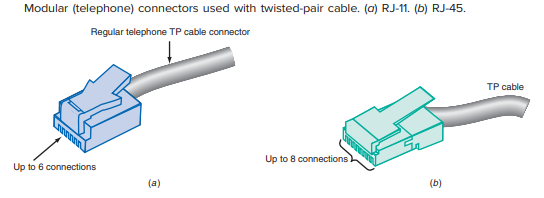 Modular (telephone) connectors used with twisted-pair cable. (a) RJ-11. (b) RJ-45.
Regular telephone TP cable connector
TP cable
Up to 6 connections
Up to 8 connections
(a)
(b)